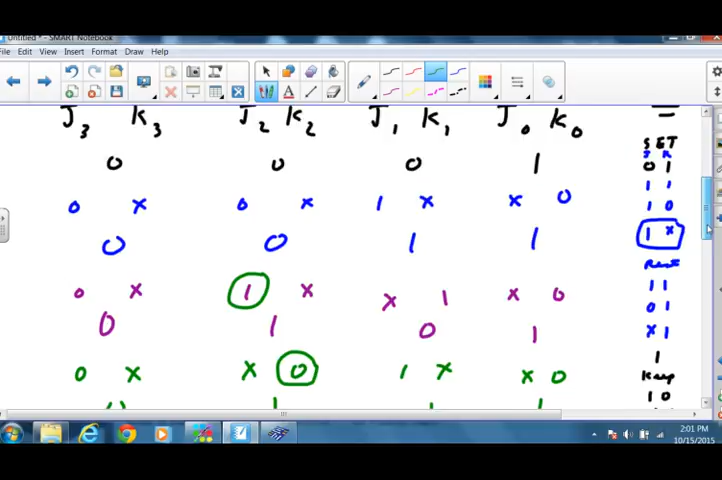 Untitled * - SMART Notebook
File Edit View Insert Format Draw Help
J3 K3 J2 K2 J1 K1 J0 K0
SET
J K
0 0 0 1 0 1
1 1
0 x 0 x 1 x x 0 1 0
0 0 1 1 1 x
Reset
1 1
0 x 1 x x 1 x 0 0 1
0 1 0 1 x 1
1
0 x x 0 1 x x 0 Keep
1 0
2:01 PM
10/15/2015